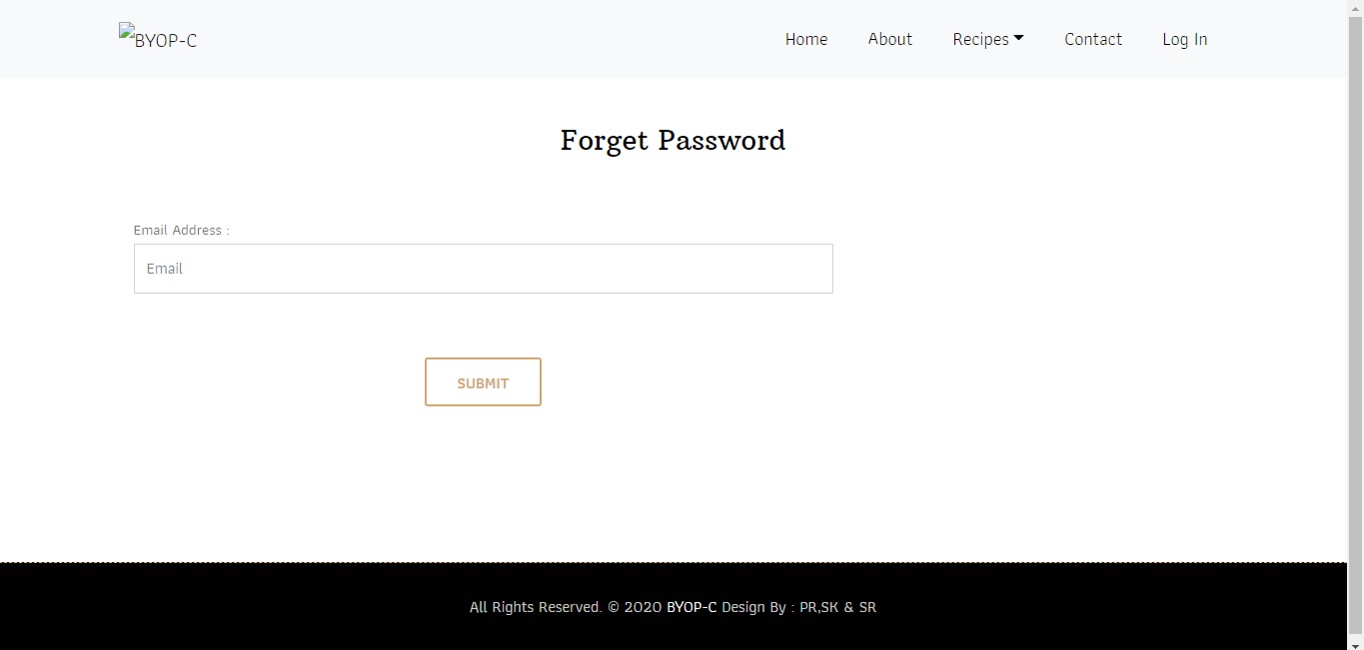 BYOP-C
Home About Recipes Contact Log In
Forget Password
Email Address :
Email
SUBMIT
All Rights Reserved. © 2020 BYOP-C Design By : PR,SK & SR